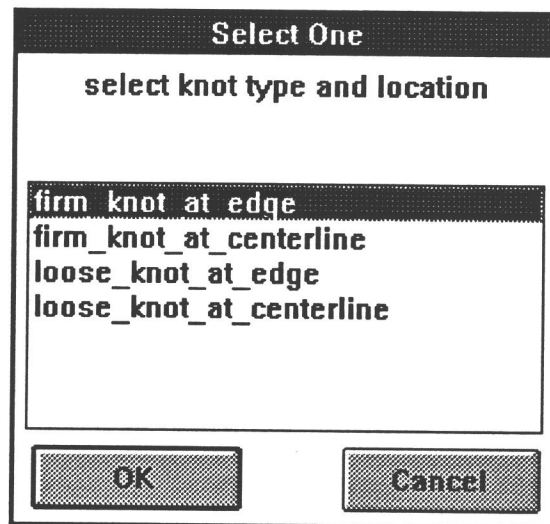 Select One
select knot type and location
firm_knot_at_edge
firm_knot_at_centerline
loose_knot_at_edge
loose_knot_at_centerline
OK
Cancel